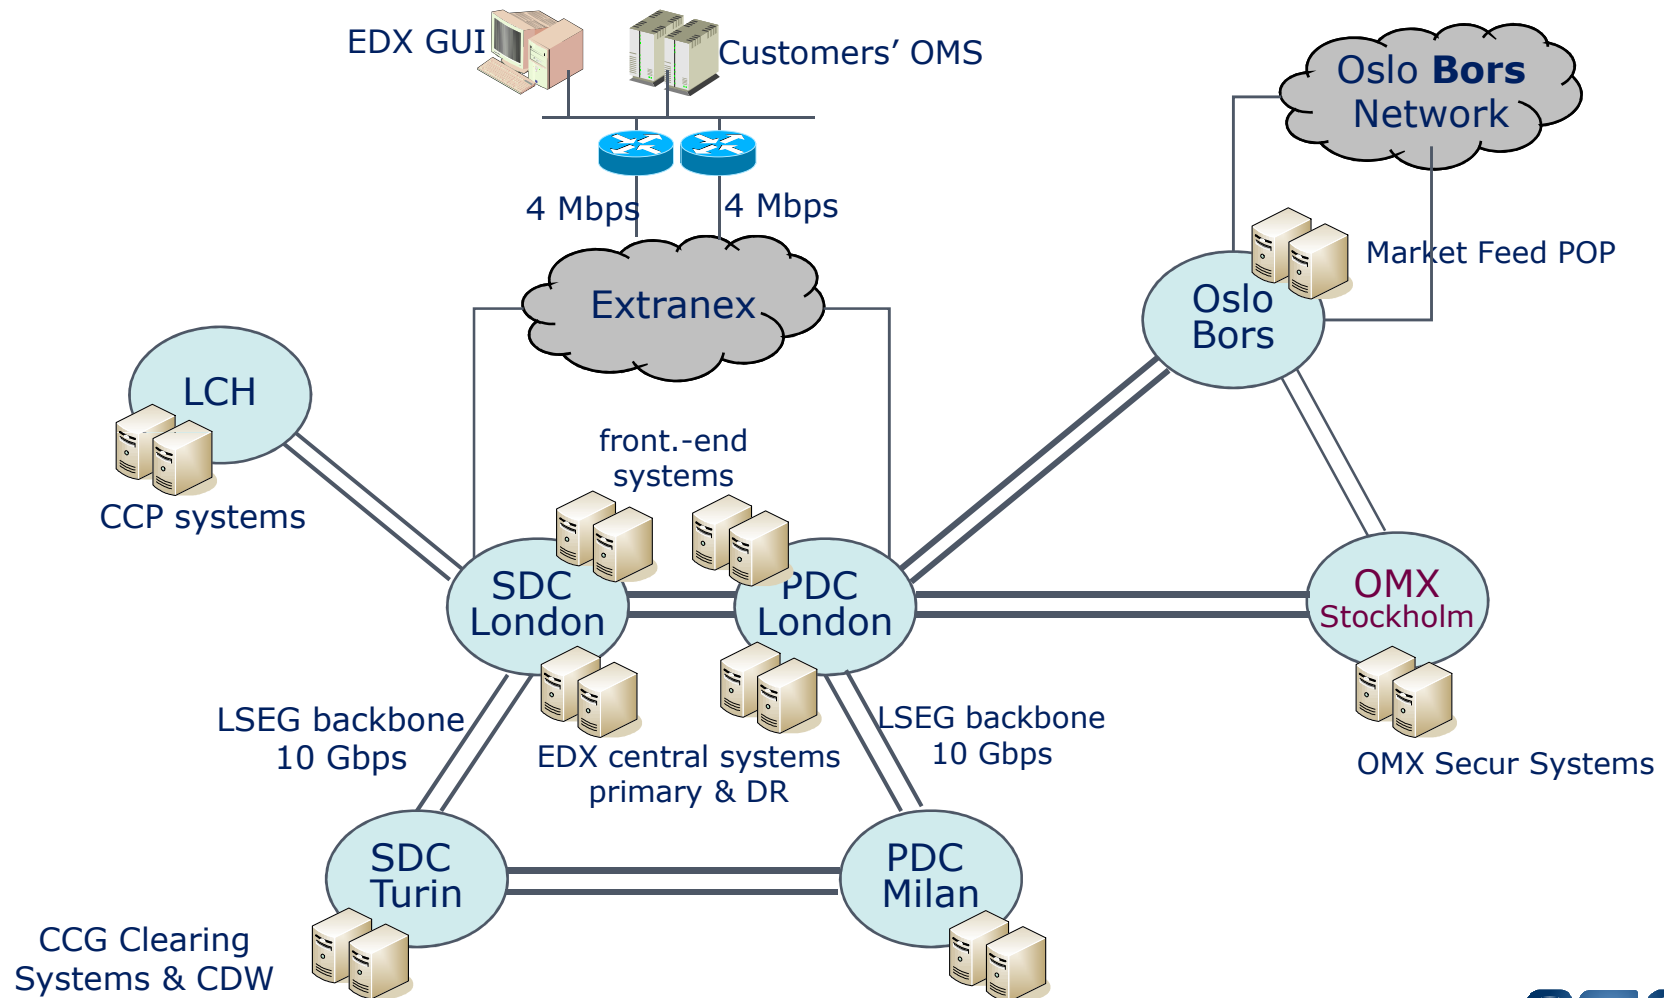 EDX GUI
Customers’ OMS
Oslo Bors
Network
4 Mbps
4 Mbps
Market Feed POP
Extranex
Oslo
Bors
LCH
front.-end
systems
CCP systems
SDC
London
PDC
London
OMX
Stockholm
LSEG backbone
10 Gbps
EDX central systems
primary & DR
LSEG backbone
10 Gbps
OMX Secur Systems
SDC
Turin
PDC
Milan
CCG Clearing
Systems & CDW